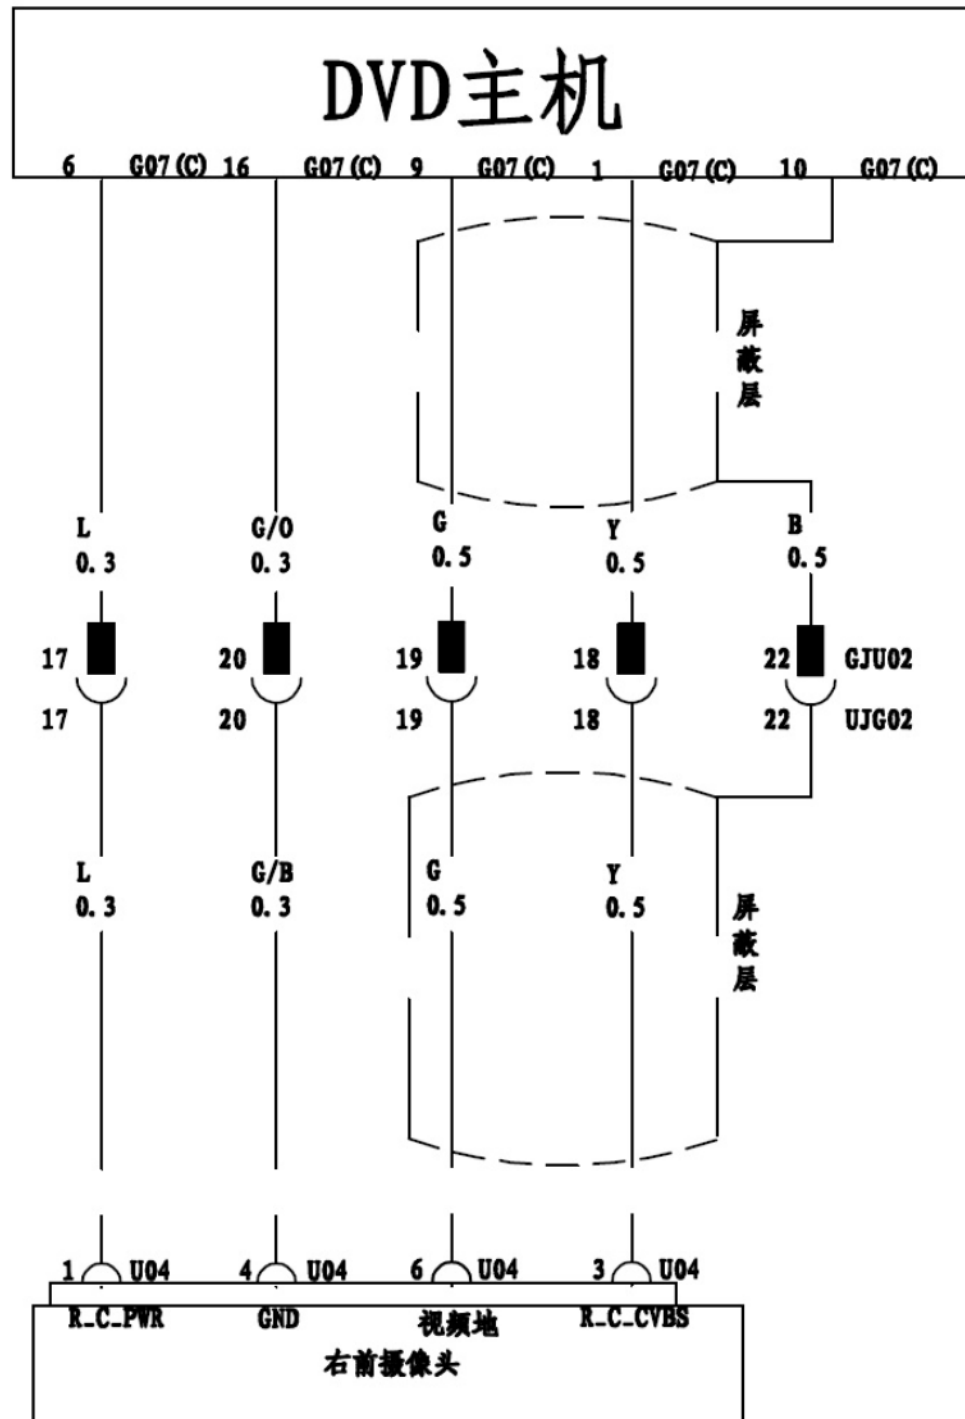 DVD主机
6 G07(C) 16 G07(C) 9 G07(C) 1 G07(C) 10 G07(C)
屏
蔽
层
L G/O G Y B
0.3 0.3 0.5 0.5 0.5
17 20 19 18 22 GJU02
17 20 19 18 22 UJG02
L G/B G Y
0.3 0.3 0.5 0.5
屏
蔽
层
1 U04 4 U04 6 U04 3 U04
R_C_PWR GND 视频地 R_C_CVBS
右前摄像头